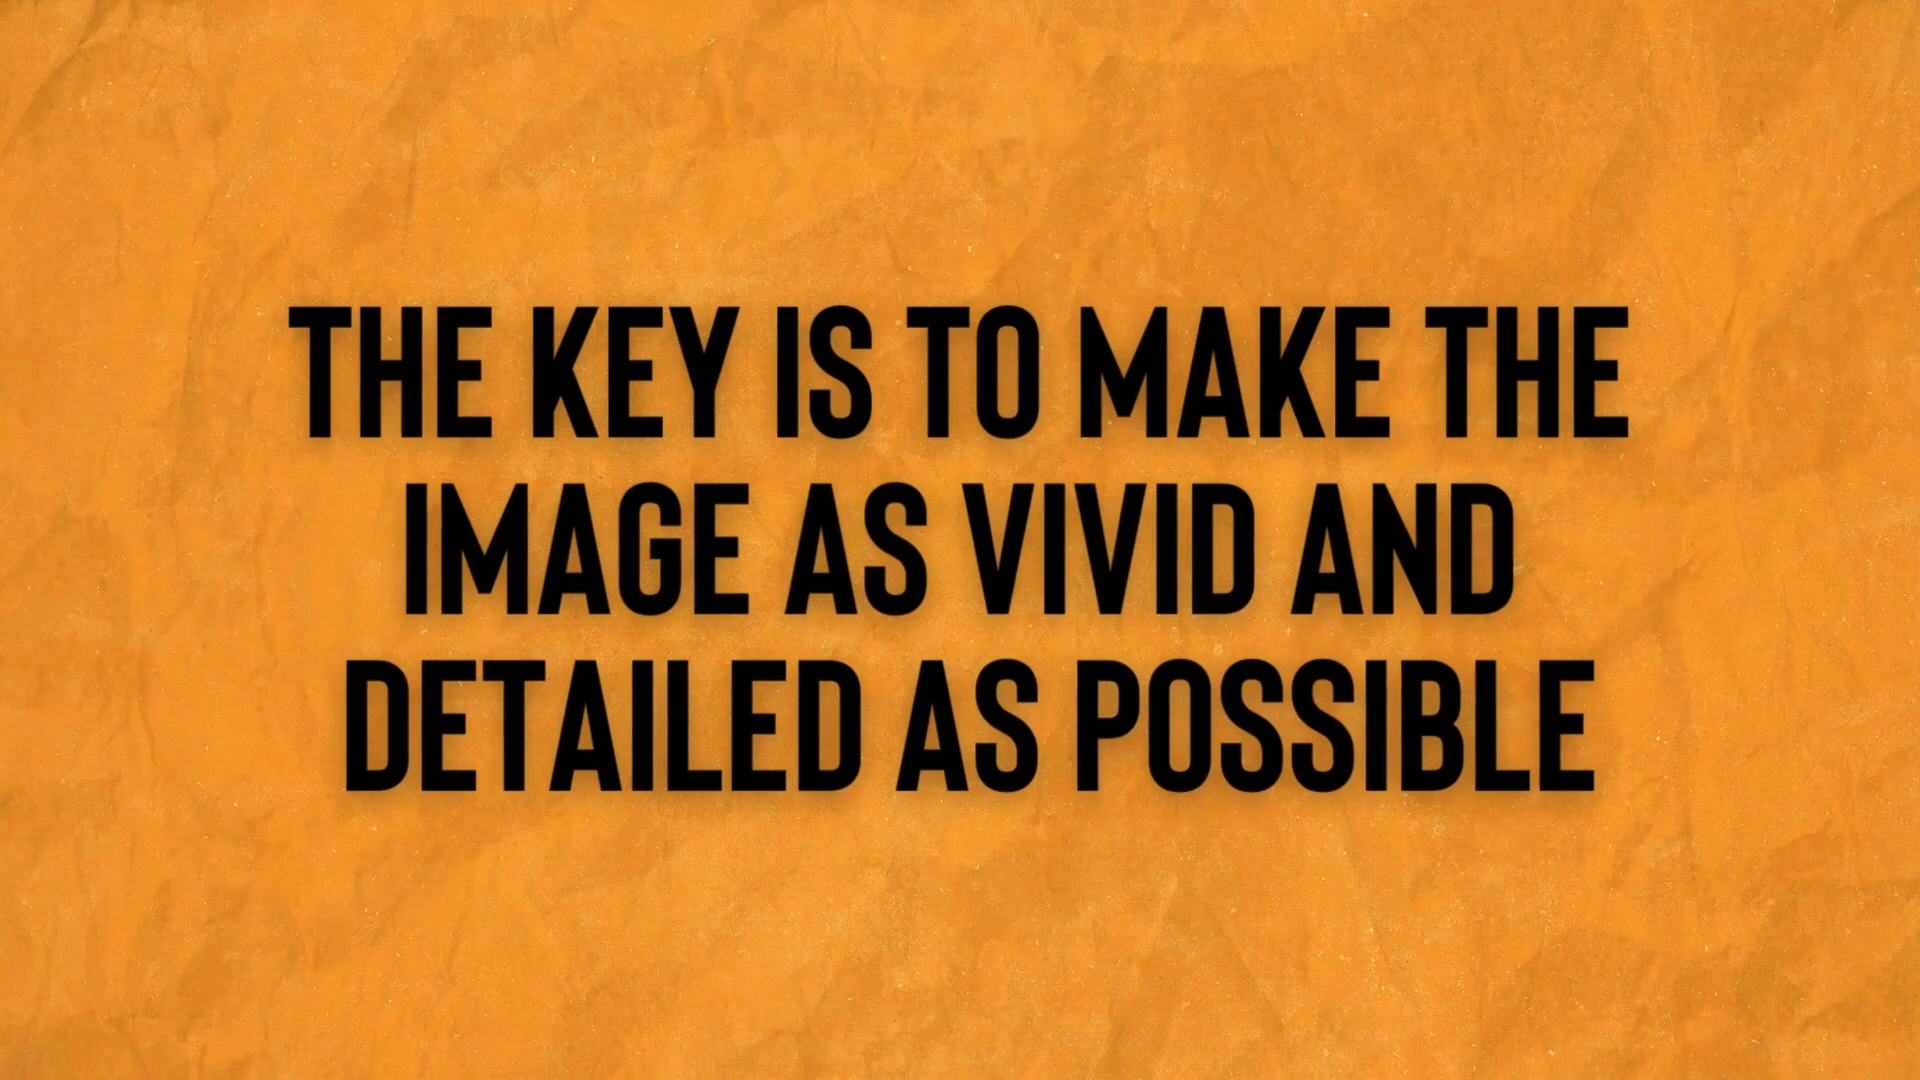 THE KEY IS TO MAKE THE
IMAGE AS VIVID AND
DETAILED AS POSSIBLE